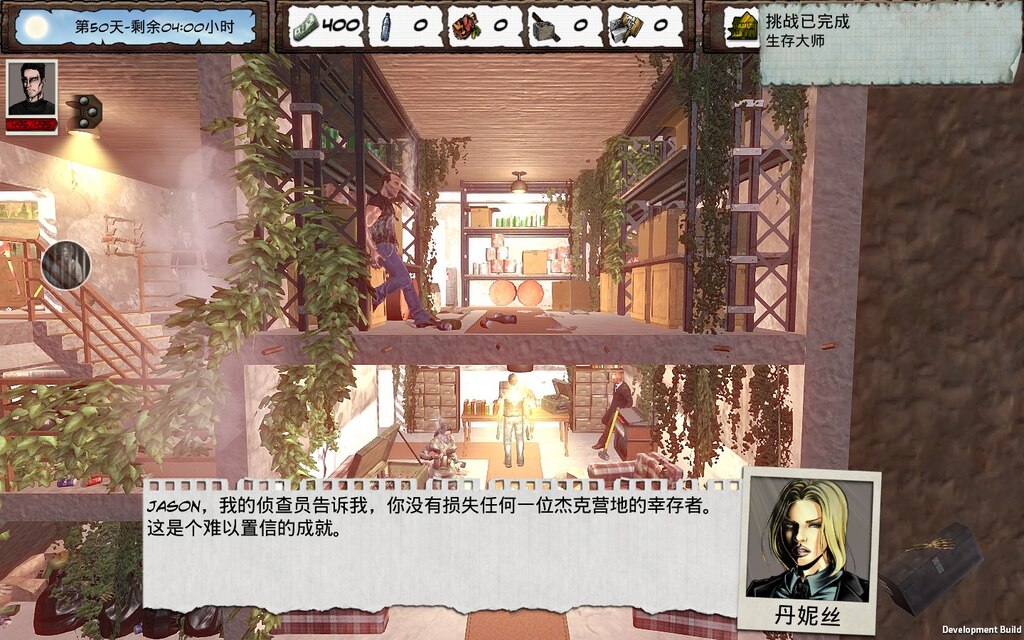 第50天-剩余04:00小时
400
0
0
0
0
挑战已完成
生存大师
JASON，我的侦查员告诉我，你没有损失任何一位杰克营地的幸存者。
这是个难以置信的成就。
丹妮丝
Development Build